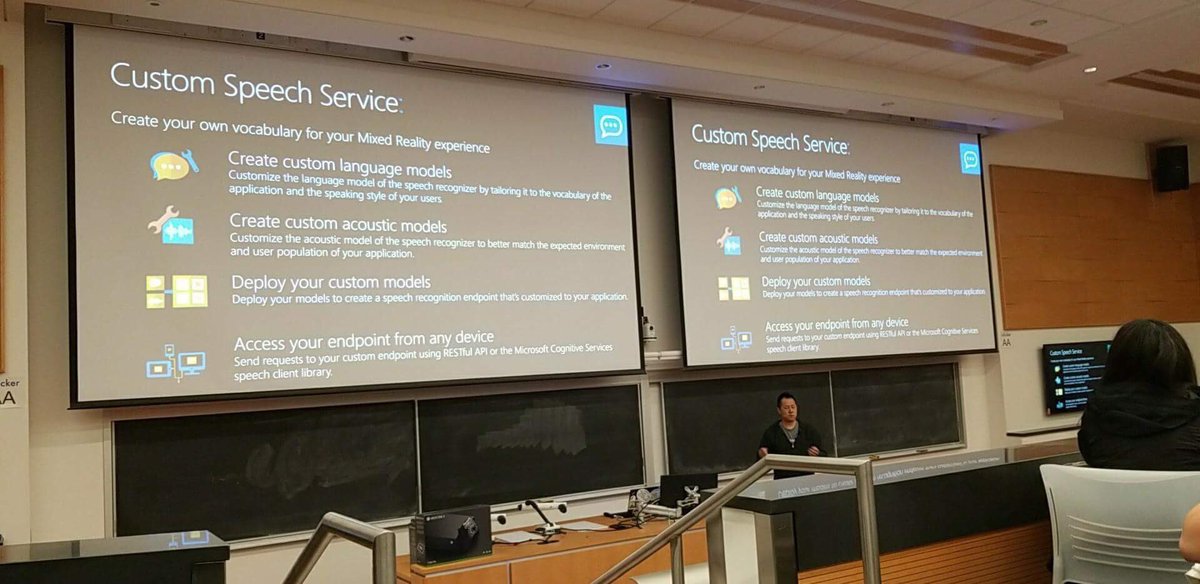 Custom Speech Service:
Create your own vocabulary for your Mixed Reality experience
Create custom language models
Customize the language model of the speech recognizer by tailoring it to the vocabulary of the
application and the speaking style of your users.
Create custom acoustic models
Customize the acoustic model of the speech recognizer to better match the expected environment
and user population of your application.
Deploy your custom models
Deploy your models to create a speech recognition endpoint that's customized to your application.
Access your endpoint from any device
Send requests to your custom endpoint using RESTful API or the Microsoft Cognitive Services
speech client library.
Custom Speech Service:
Create your own vocabulary for your Mixed Reality experience
Create custom language models
Customize the language model of the speech recognizer by tailoring it to the vocabulary of the
application and the speaking style of your users.
Create custom acoustic models
Customize the acoustic model of the speech recognizer to better match the expected environment
and user population of your application.
Deploy your custom models
Deploy your models to create a speech recognition endpoint that's customized to your application.
Access your endpoint from any device
Send requests to your custom endpoint using RESTful API or the Microsoft Cognitive Services
speech client library.
cker
AA
AA
Custom Speech Service